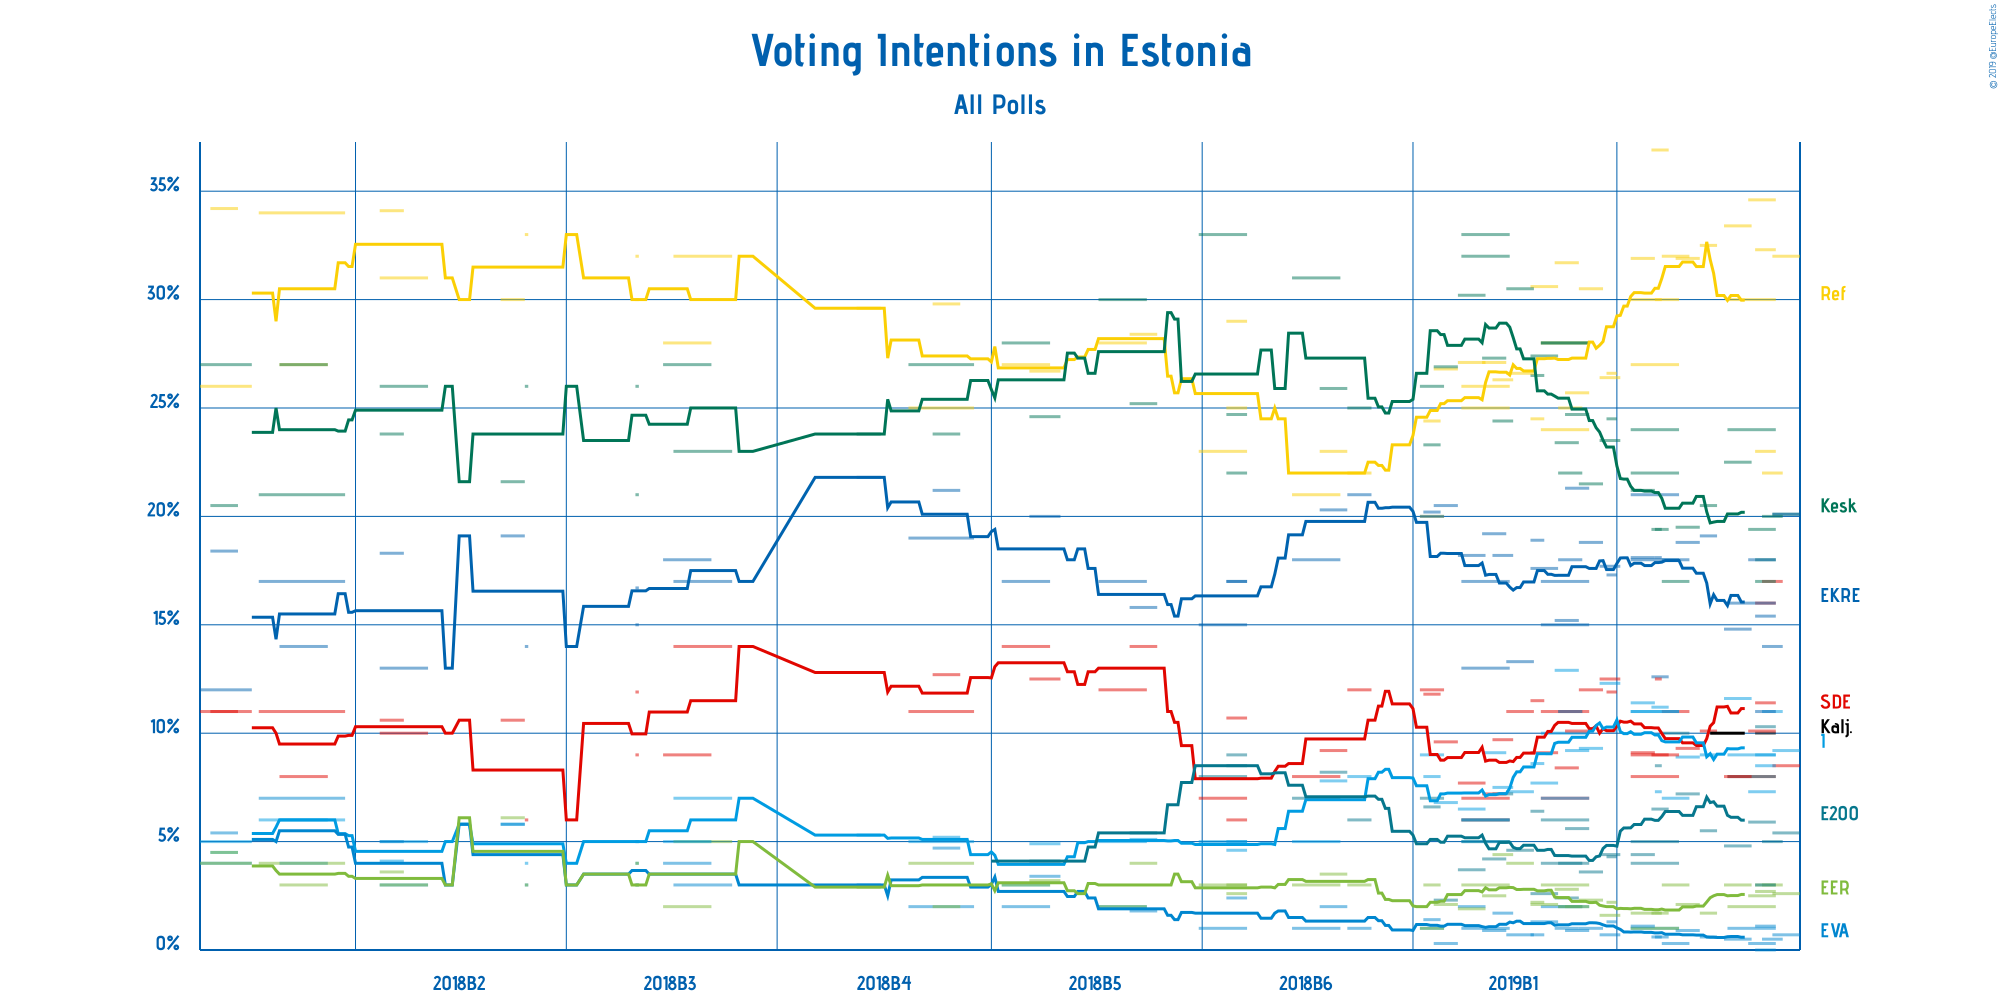 Voting Intentions in Estonia
All Polls
© 2019 @EuropeElects
35%
30%
25%
20%
15%
10%
5%
0%
Ref
Kesk
EKRE
SDE
Kalj.
I
E200
EER
EVA
2018B2
2018B3
2018B4
2018B5
2018B6
2019B1